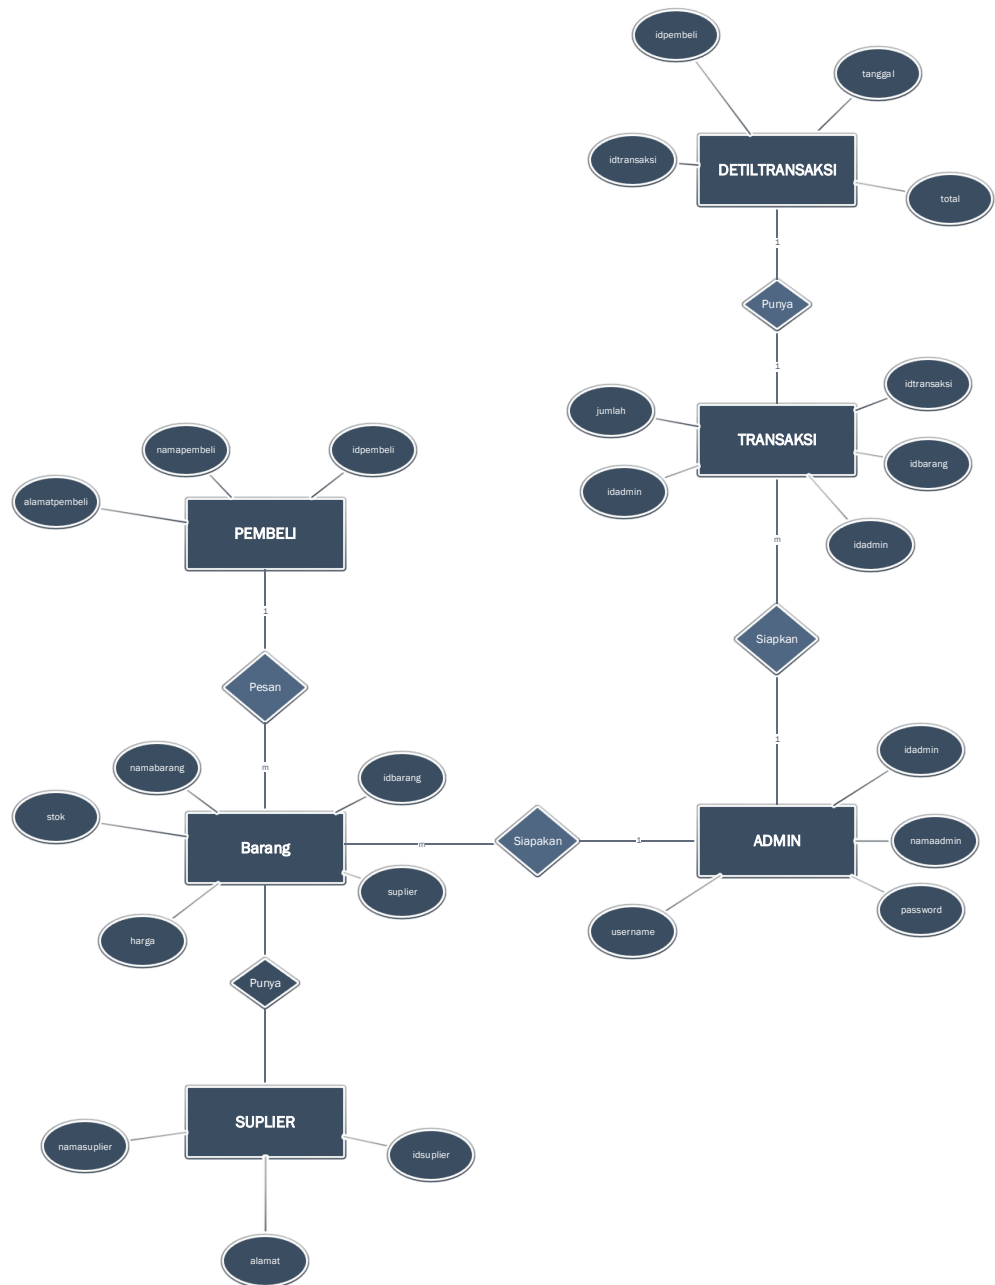 idpembeli
tanggal
idtransaksi
DETILTRANSAKSI
total
1
Punya
1
idtransaksi
jumlah
TRANSAKSI
idbarang
idadmin
idadmin
namapembeli
idpembeli
alamatpembeli
PEMBELI
m
1
Siapkan
Pesan
1
m
idadmin
namabarang
idbarang
stok
Barang
m
Siapakan
1
ADMIN
namaadmin
suplier
password
harga
username
Punya
SUPLIER
namasuplier
idsuplier
alamat